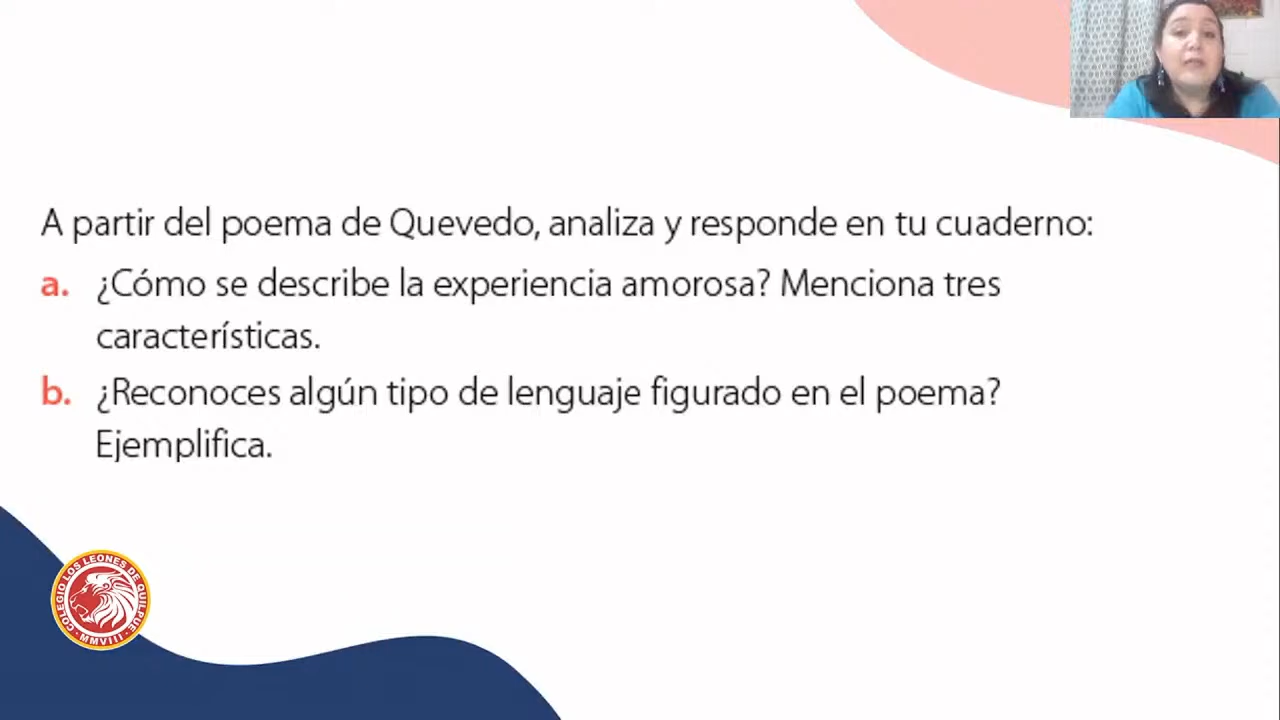 A partir del poema de Quevedo, analiza y responde en tu cuaderno:
a. ¿Cómo se describe la experiencia amorosa? Menciona tres
características.
b. ¿Reconoces algún tipo de lenguaje figurado en el poema?
Ejemplifica.
COLEGIO LOS LEONES DE QUILPUE
· MMVIII ·